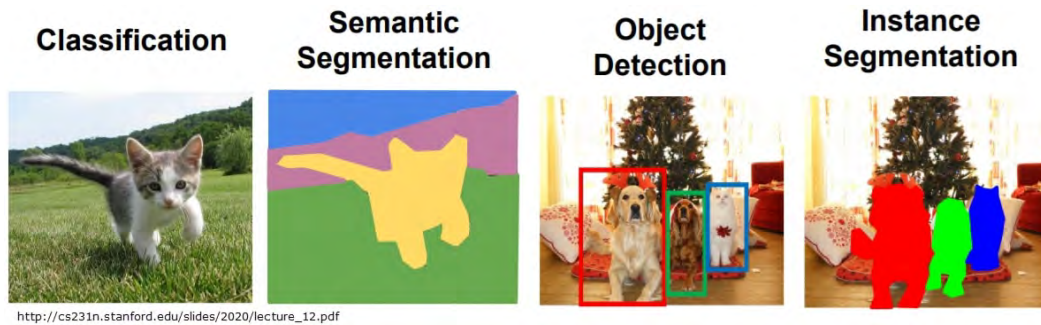 Classification
Semantic
Segmentation
Object
Detection
Instance
Segmentation
http://cs231n.stanford.edu/slides/2020/lecture_12.pdf